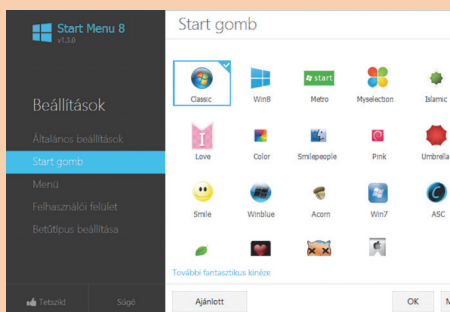 Start Menu 8
v1.3.0
Beállítások
Általános beállítások
Start gomb
Menü
Felhasználói felület
Betűtípus beállítása
Tetszik!
Súgó
Start gomb
start
Classic
Win8
Metro
Myselection
Islamic
Love
Color
Smilepeople
Pink
Umbrella
Smile
Winblue
Acorn
Win7
ASC
További fantasztikus kinéze
Ajánlott
OK